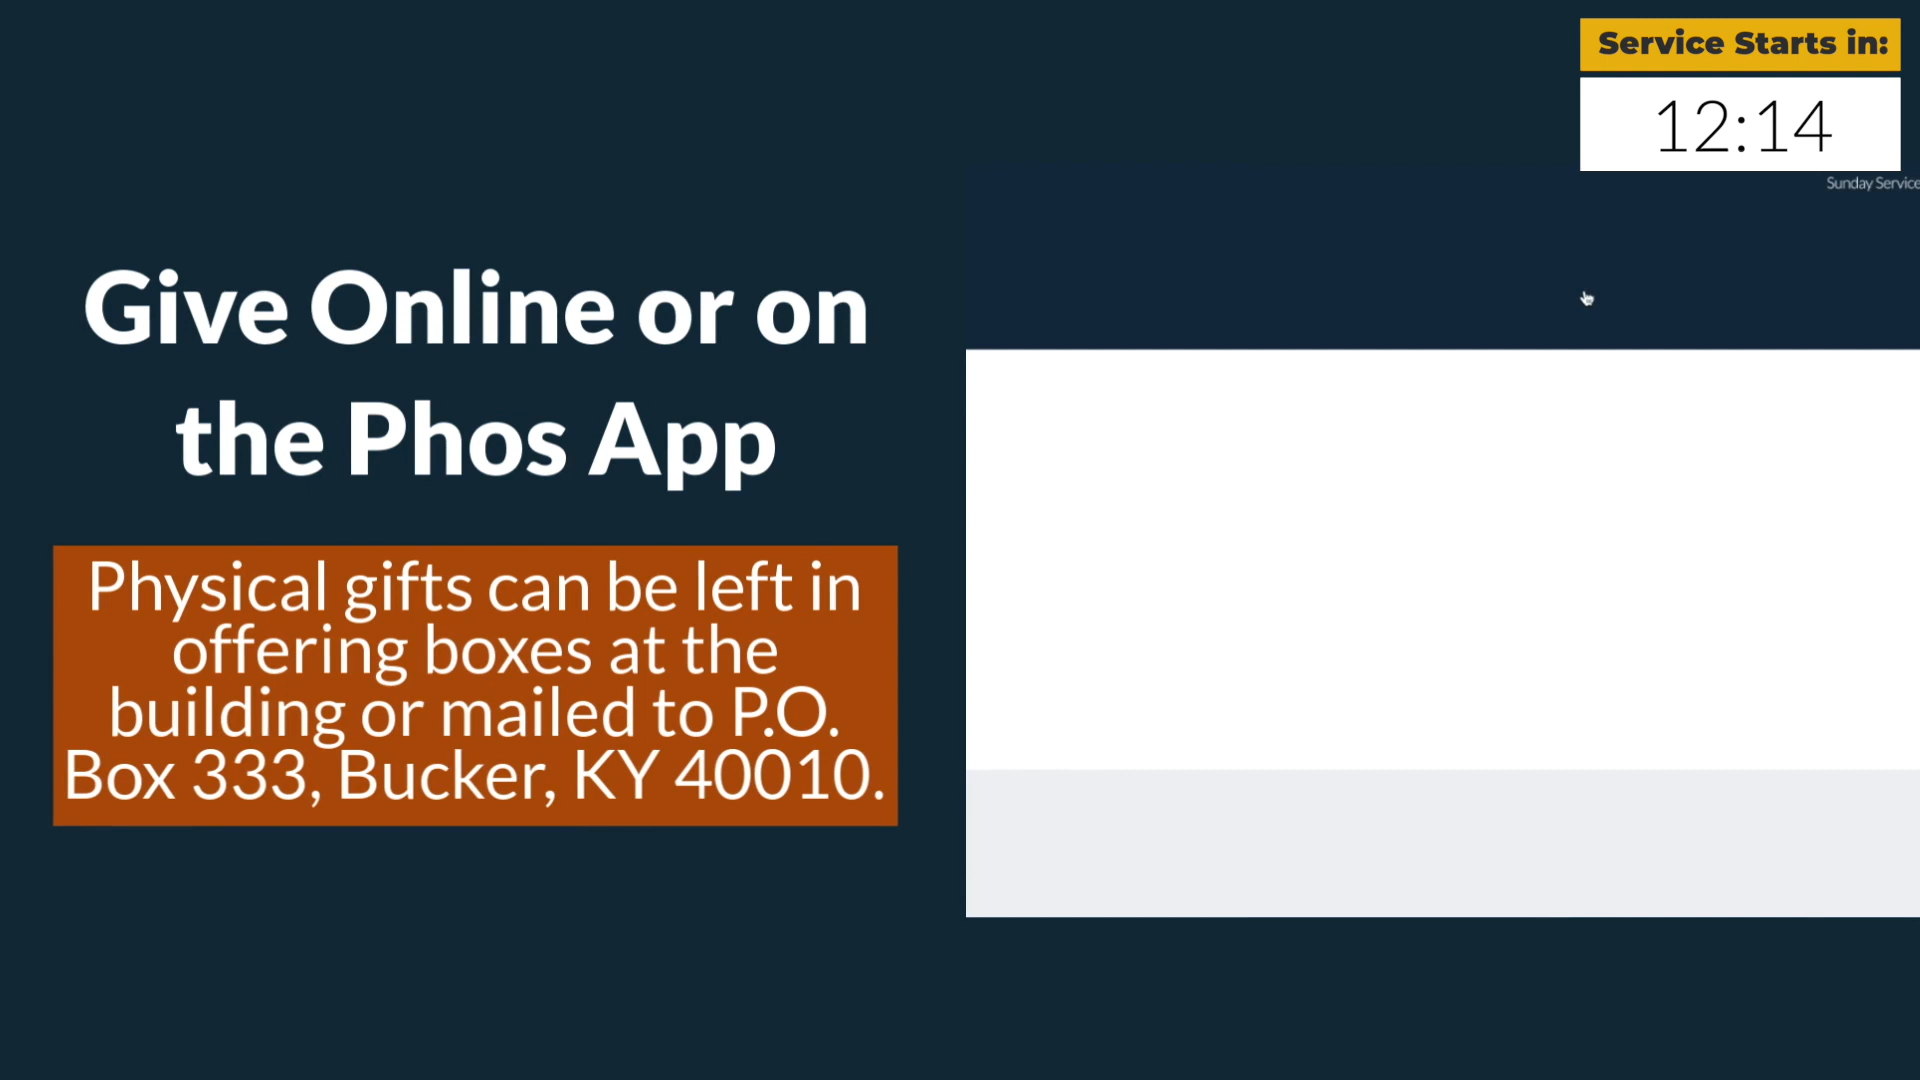 Service Starts in:
12:14
Sunday Service
Give Online or on
the Phos App
Physical gifts can be left in
offering boxes at the
building or mailed to P.O.
Box 333, Bucker, KY 40010.